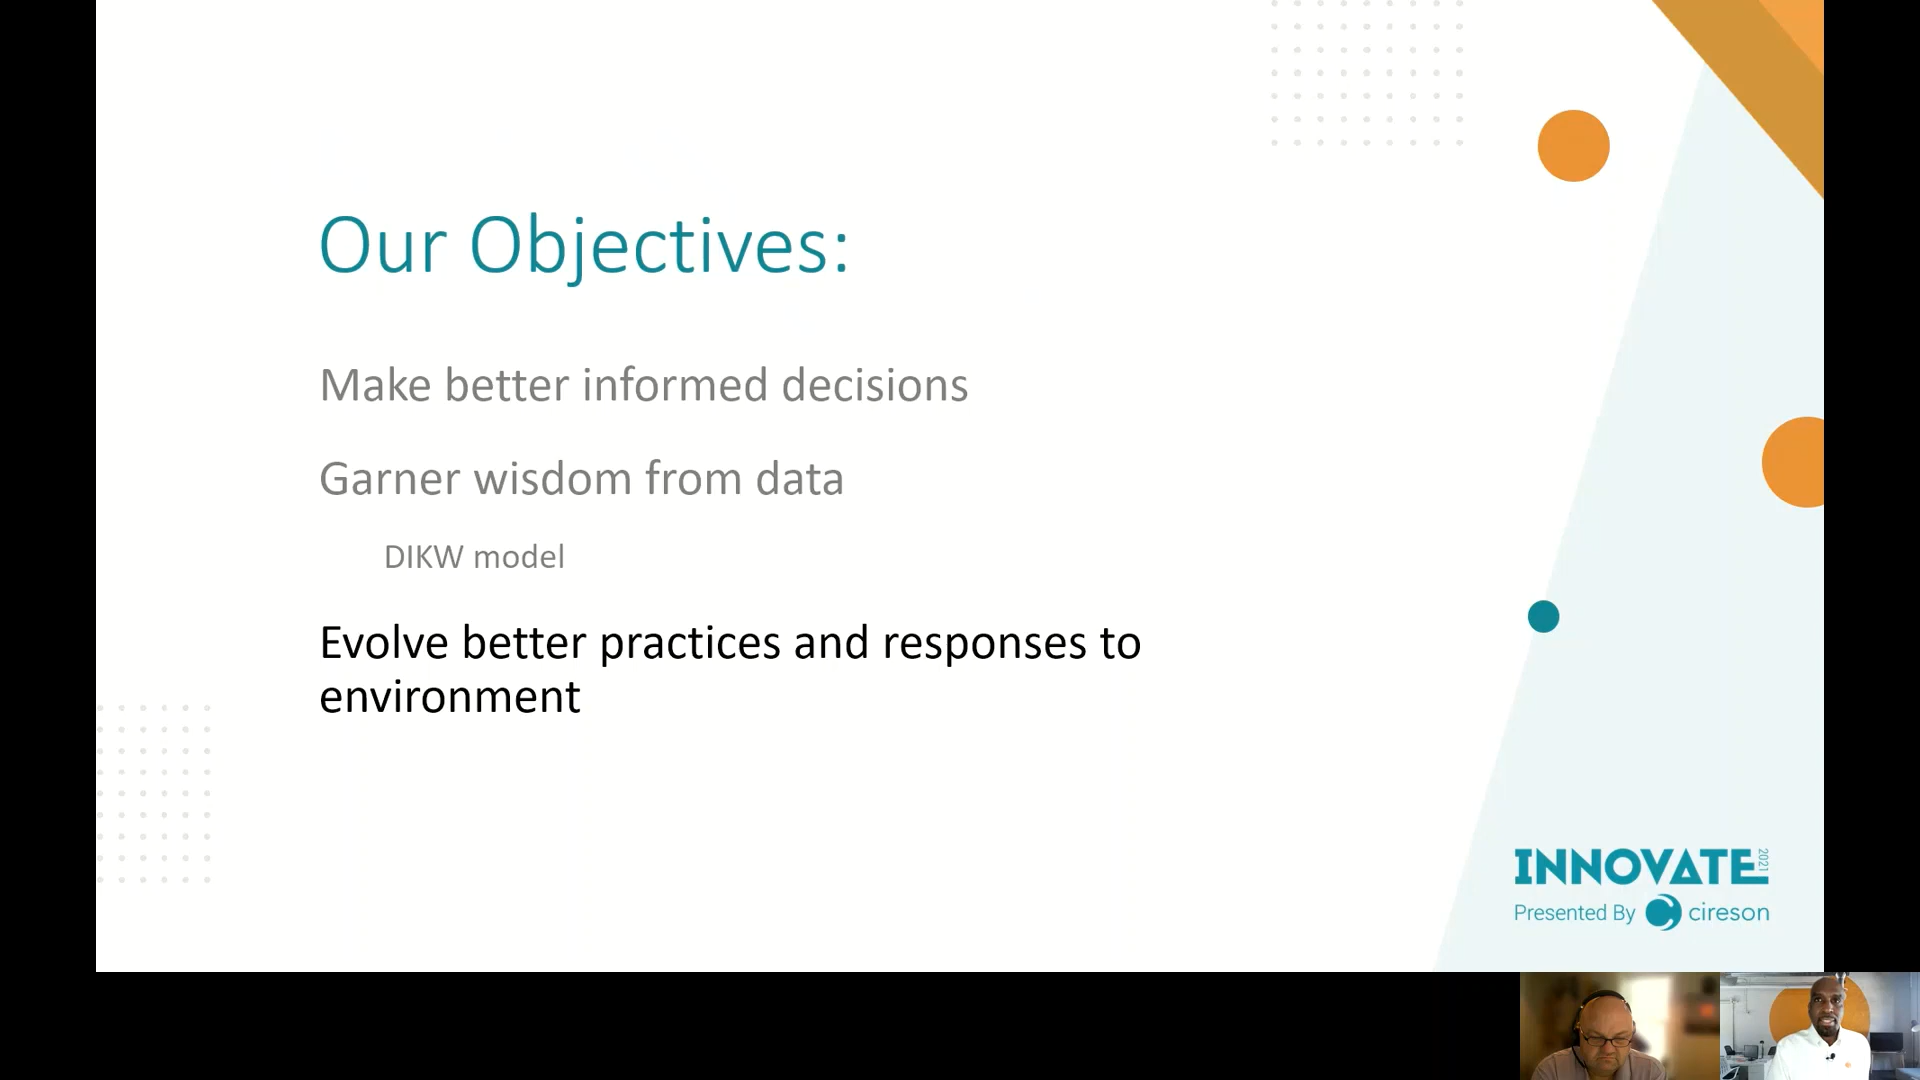 Our Objectives:
Make better informed decisions
Garner wisdom from data
DIKW model
Evolve better practices and responses to
environment
INNOVATE 2021
Presented By cireson